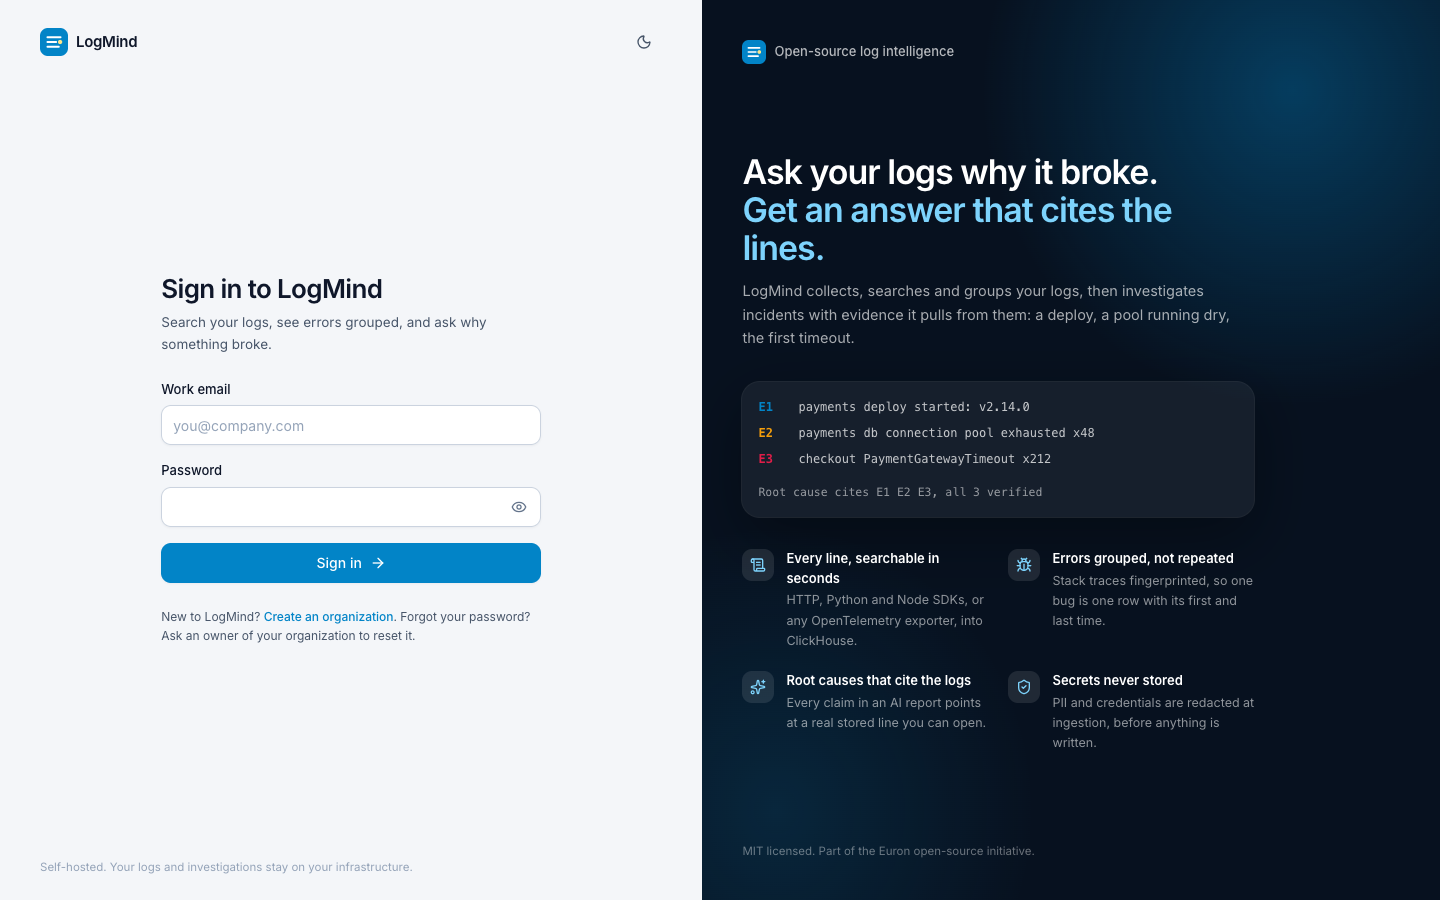 LogMind
Sign in to LogMind
Search your logs, see errors grouped, and ask why
something broke.
Work email
you@company.com
Password
Sign in
New to LogMind? Create an organization. Forgot your password?
Ask an owner of your organization to reset it.
Self-hosted. Your logs and investigations stay on your infrastructure.
Open-source log intelligence
Ask your logs why it broke.
Get an answer that cites the
lines.
LogMind collects, searches and groups your logs, then investigates
incidents with evidence it pulls from them: a deploy, a pool running dry,
the first timeout.
E1 payments deploy started: v2.14.0
E2 payments db connection pool exhausted x48
E3 checkout PaymentGatewayTimeout x212
Root cause cites E1 E2 E3, all 3 verified
Every line, searchable in
seconds
HTTP, Python and Node SDKs, or
any OpenTelemetry exporter, into
ClickHouse.
Errors grouped, not repeated
Stack traces fingerprinted, so one
bug is one row with its first and
last time.
Root causes that cite the logs
Every claim in an AI report points
at a real stored line you can open.
Secrets never stored
PII and credentials are redacted at
ingestion, before anything is
written.
MIT licensed. Part of the Euron open-source initiative.